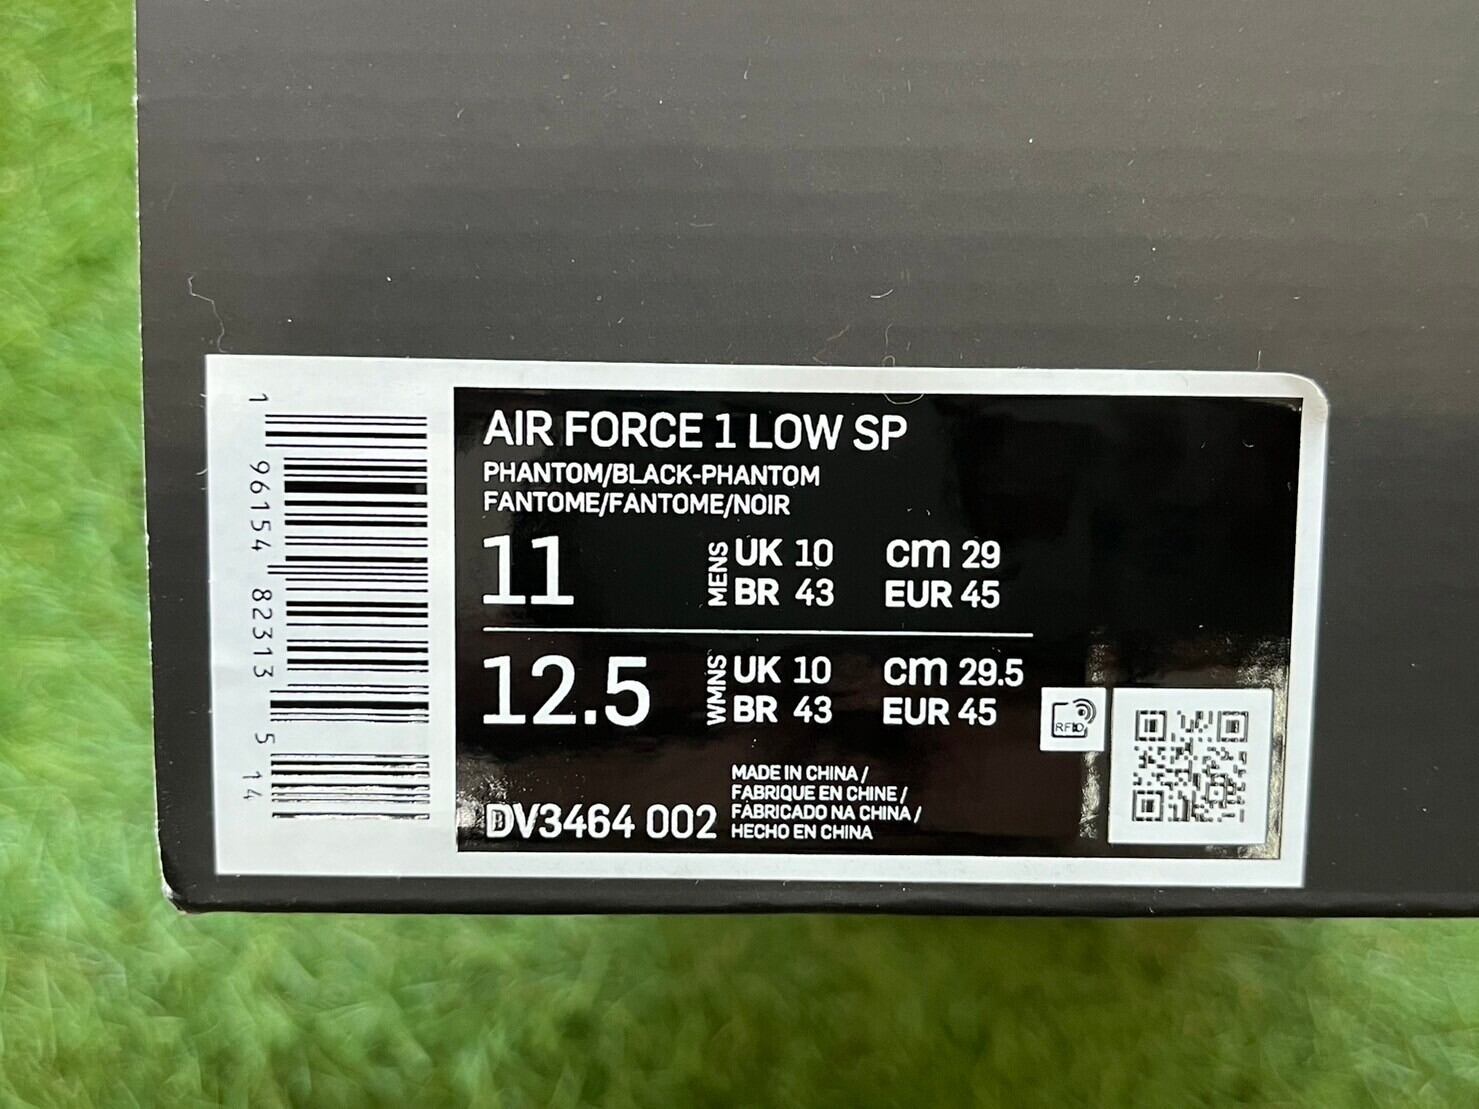 1 96154 82313 5 14
AIR FORCE 1 LOW SP
PHANTOM/BLACK-PHANTOM
FANTOME/FANTOME/NOIR
11 MENS UK 10 cm 29
BR 43 EUR 45
12.5 WMNS UK 10 cm 29.5
BR 43 EUR 45
RFID
DV3464 002
MADE IN CHINA /
FABRIQUE EN CHINE /
FABRICADO NA CHINA /
HECHO EN CHINA